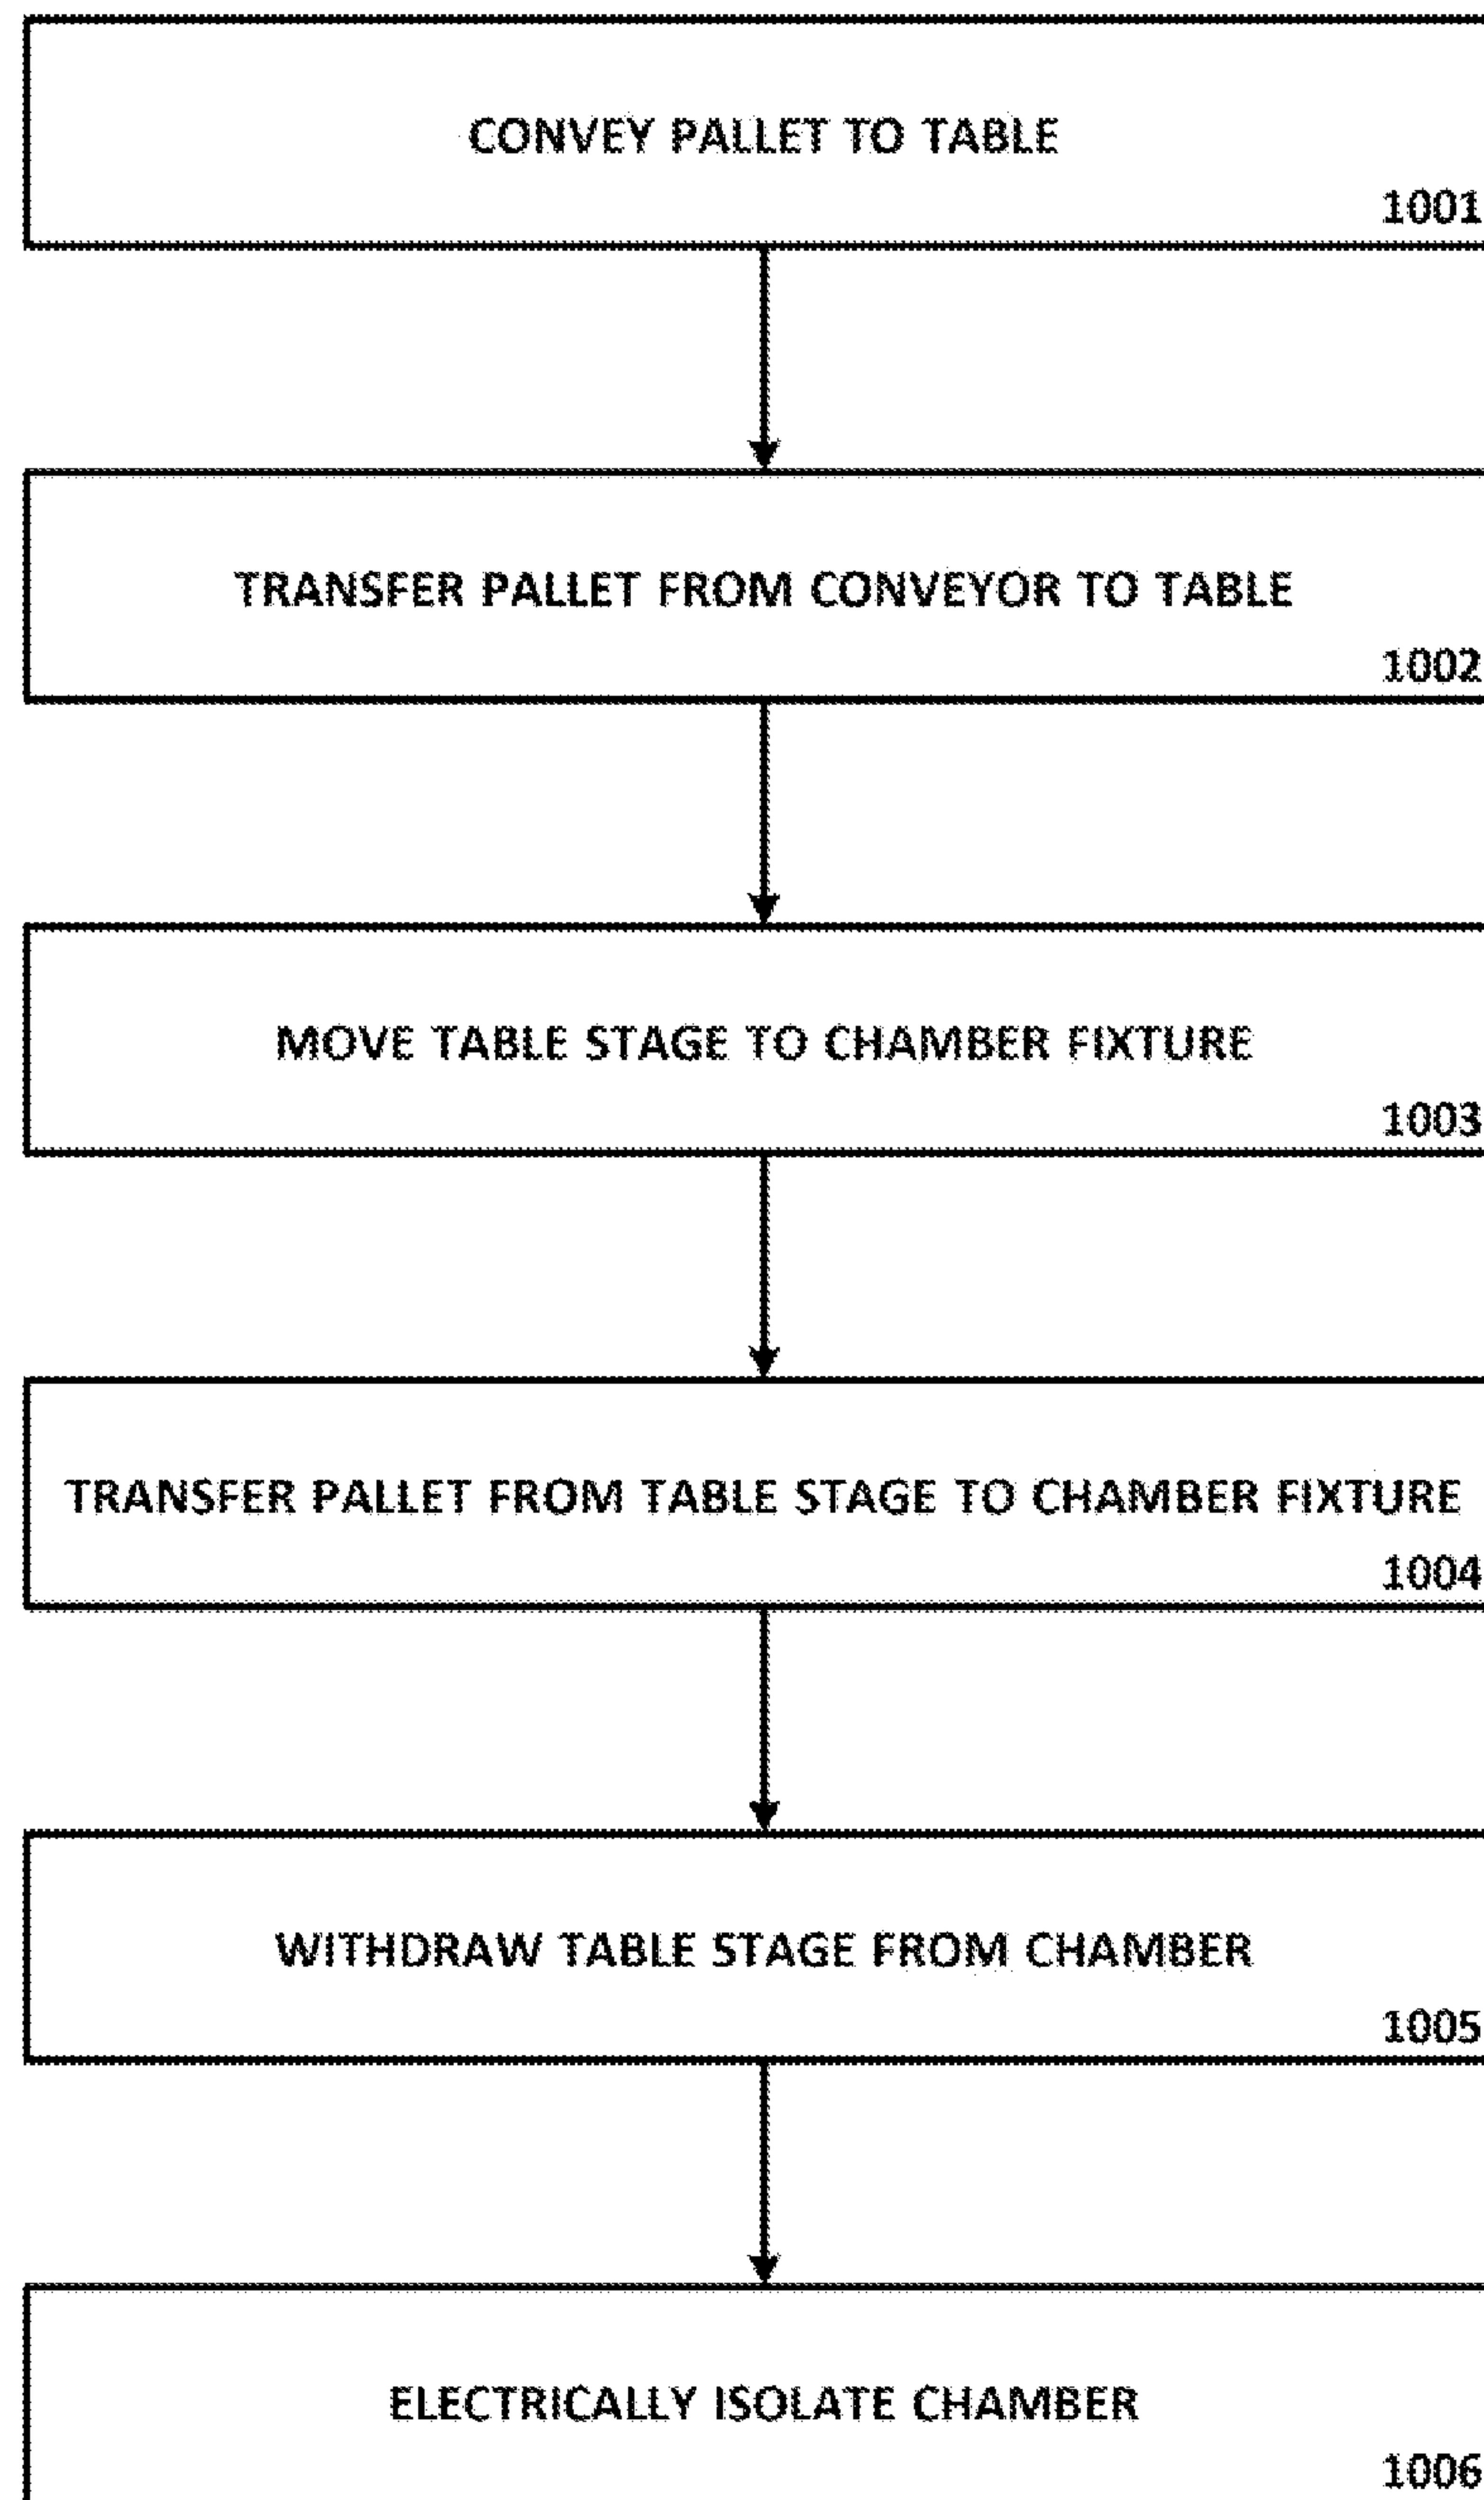 CONVEY PALLET TO TABLE
1001
TRANSFER PALLET FROM CONVEYOR TO TABLE
1002
MOVE TABLE STAGE TO CHAMBER FIXTURE
1003
TRANSFER PALLET FROM TABLE STAGE TO CHAMBER FIXTURE
1004
WITHDRAW TABLE STAGE FROM CHAMBER
1005
ELECTRICALLY ISOLATE CHAMBER
1006